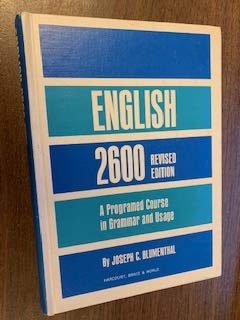 ENGLISH
2600 REVISED
EDITION
A Programed Course
in Grammar and Usage
By JOSEPH C. BLUMENTHAL
HARCOURT, BRACE & WORLD